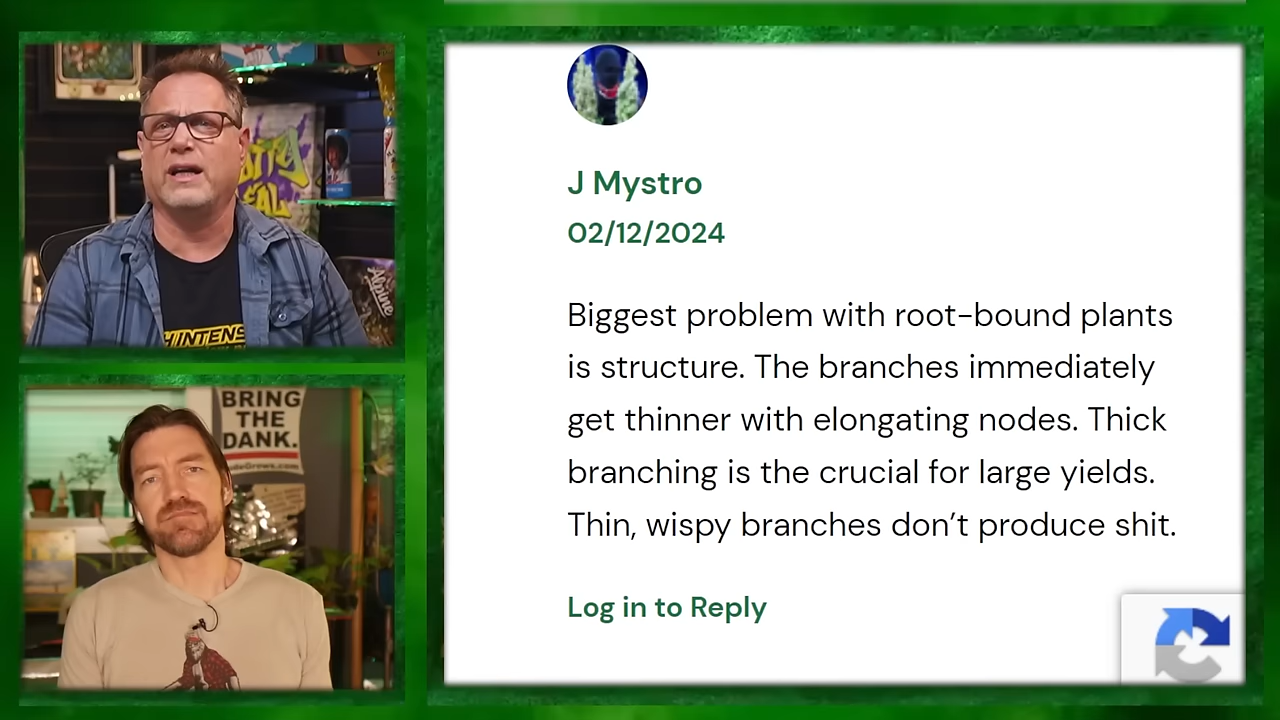 J Mystro
02/12/2024
Biggest problem with root-bound plants
is structure. The branches immediately
get thinner with elongating nodes. Thick
branching is the crucial for large yields.
Thin, wispy branches don’t produce shit.
Log in to Reply
Alpine
BRING
THE
DANK.